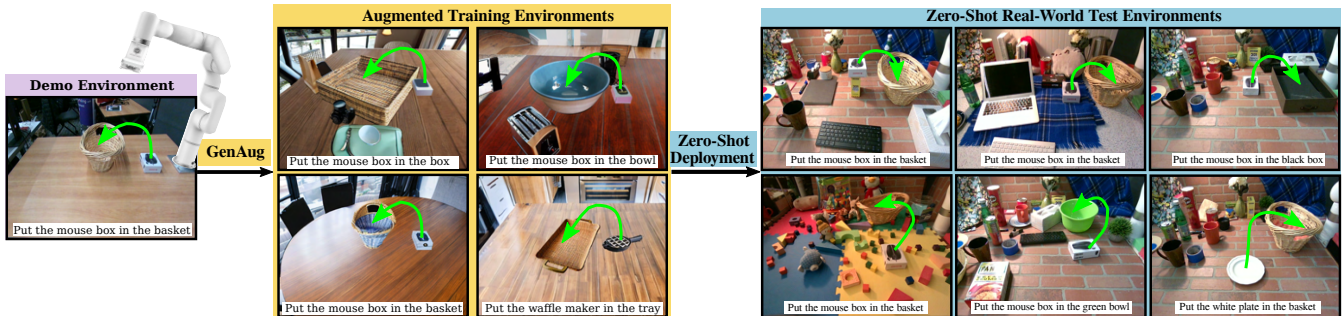 Augmented Training Environments
Zero-Shot Real-World Test Environments
Demo Environment
Put the mouse box in the basket
GenAug
Put the mouse box in the box
Put the mouse box in the bowl
Put the mouse box in the basket
Put the waffle maker in the tray
Zero-Shot
Deployment
Put the mouse box in the basket
Put the mouse box in the basket
Put the mouse box in the black box
Put the mouse box in the basket
Put the mouse box in the green bowl
Put the white plate in the basket